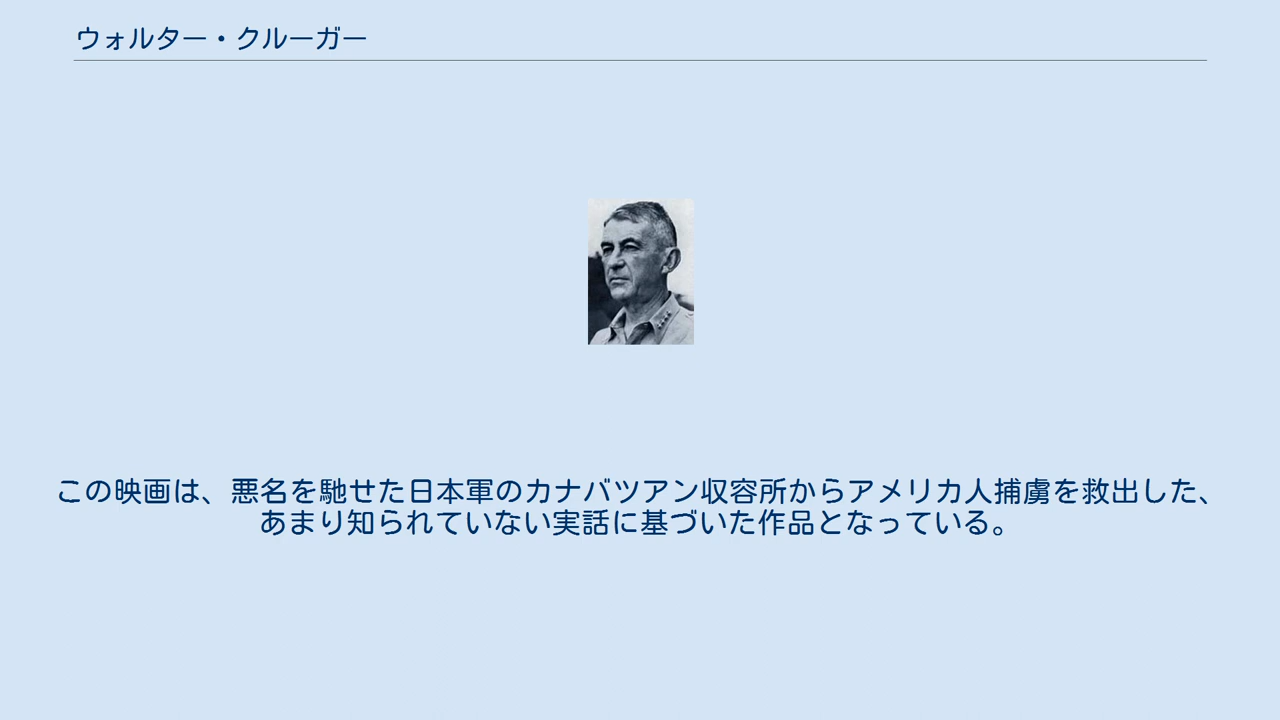 ウォルター・クルーガー
この映画は、悪名を馳せた日本軍のカナバツアン収容所からアメリカ人捕虜を救出した、
あまり知られていない実話に基づいた作品となっている。